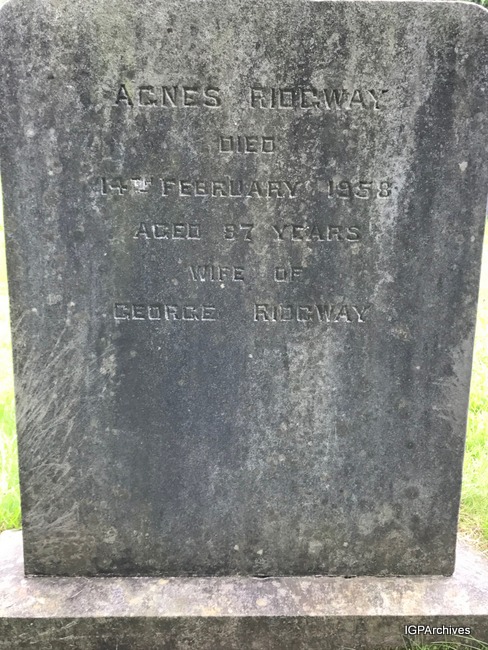 AGNES RIDGWAY
DIED
14TH FEBRUARY 1958
AGED 87 YEARS
WIFE OF
GEORGE RIDGWAY
IGPArchives